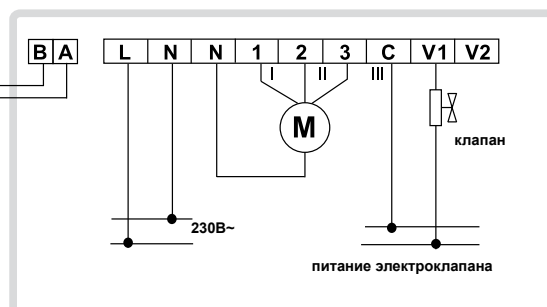 B A L N N 1 2 3 C V1 V2
I II III
M
клапан
230В~
питание электроклапана